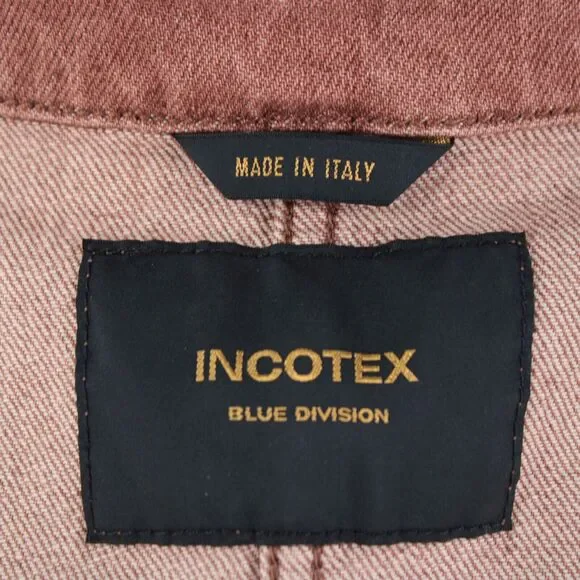 MADE IN ITALY
INCOTEX
BLUE DIVISION